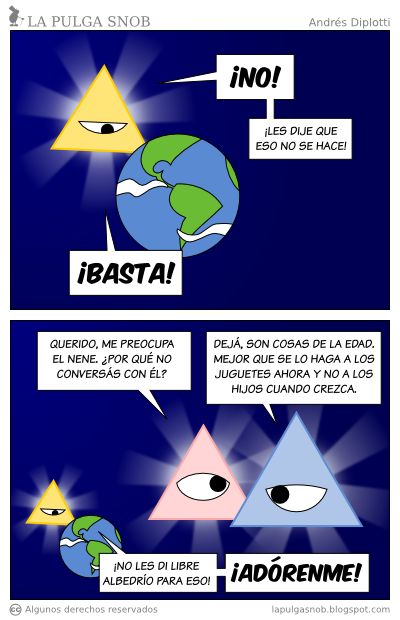 LA PULGA SNOB
Andrés Diplotti
¡NO!
¡LES DIJE QUE
ESO NO SE HACE!
¡BASTA!
QUERIDO, ME PREOCUPA
EL NENE. ¿POR QUÉ NO
CONVERSÁS CON ÉL?
DEJÁ, SON COSAS DE LA EDAD.
MEJOR QUE SE LO HAGA A LOS
JUGUETES AHORA Y NO A LOS
HIJOS CUANDO CREZCA.
¡NO LES DI LIBRE
ALBEDRÍO PARA ESO!
¡ADÓRENME!
cc Algunos derechos reservados
lapulgasnob.blogspot.com